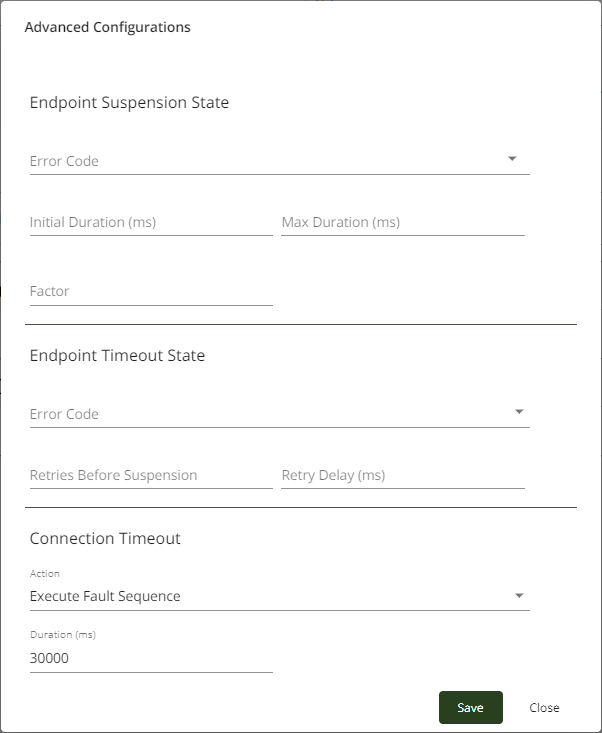 Advanced Configurations
Endpoint Suspension State
Error Code
Initial Duration (ms) Max Duration (ms)
Factor
Endpoint Timeout State
Error Code
Retries Before Suspension Retry Delay (ms)
Connection Timeout
Action
Execute Fault Sequence
Duration (ms)
30000
Save Close